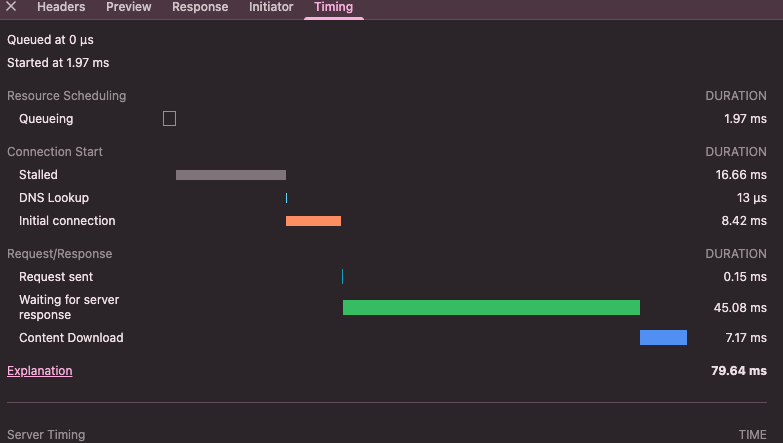 Headers Preview Response Initiator Timing
Queued at 0 μs
Started at 1.97 ms
Resource Scheduling DURATION
Queueing 1.97 ms
Connection Start DURATION
Stalled 16.66 ms
DNS Lookup 13 μs
Initial connection 8.42 ms
Request/Response DURATION
Request sent 0.15 ms
Waiting for server
response 45.08 ms
Content Download 7.17 ms
Explanation 79.64 ms
Server Timing TIME